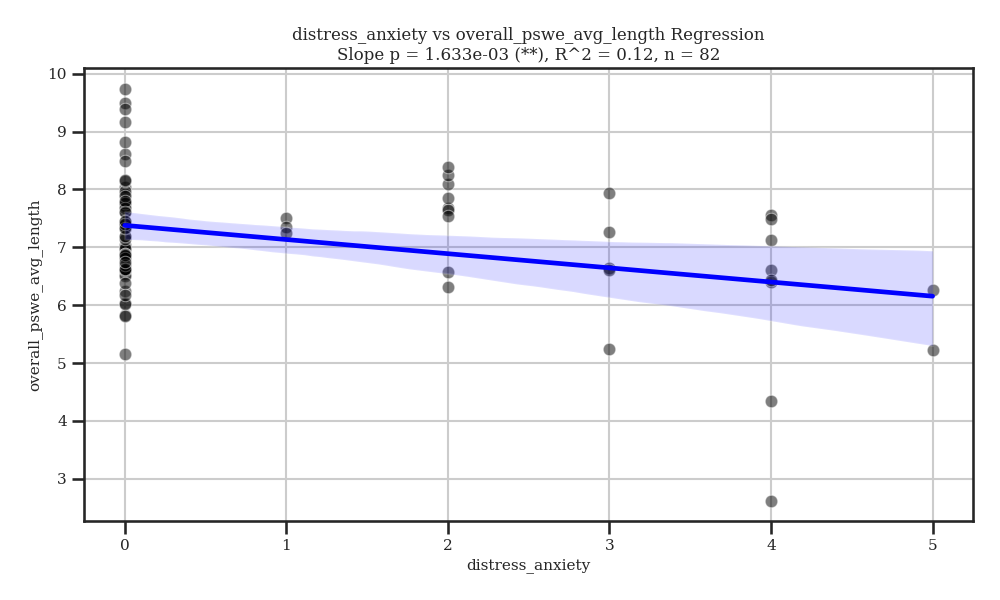 distress_anxiety vs overall_pswe_avg_length Regression
Slope p = 1.633e-03 (**), R^2 = 0.12, n = 82
overall_pswe_avg_length
10
9
8
7
6
5
4
3
0 1 2 3 4 5
distress_anxiety